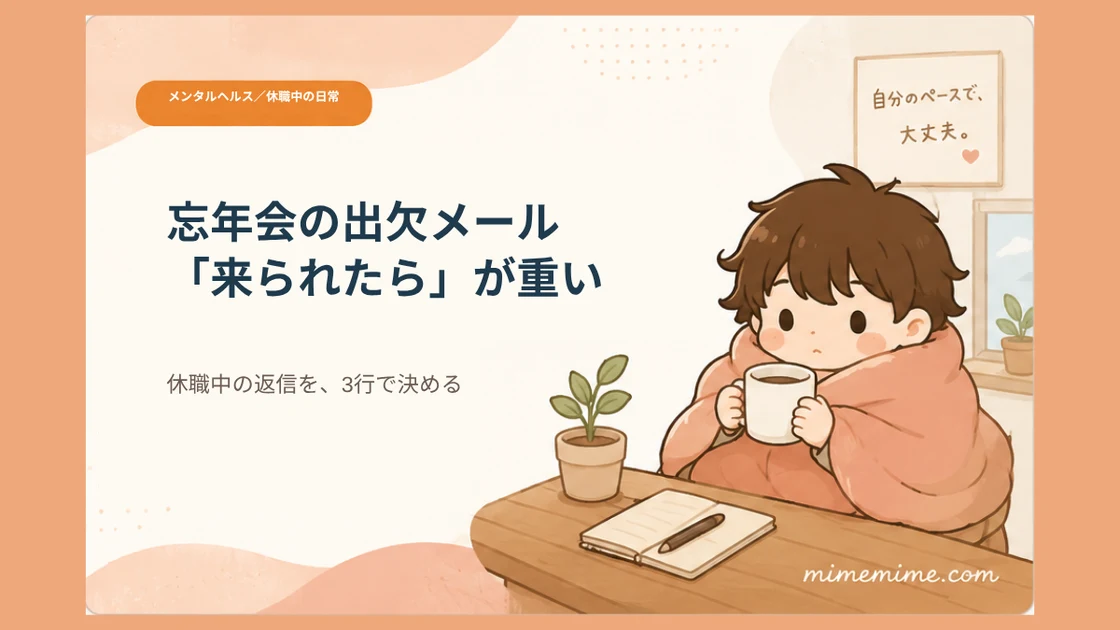 メンタルヘルス／休職中の日常
自分のペースで、
大丈夫。
忘年会の出欠メール
「来られたら」が重い
休職中の返信を、3行で決める
mimemime.com